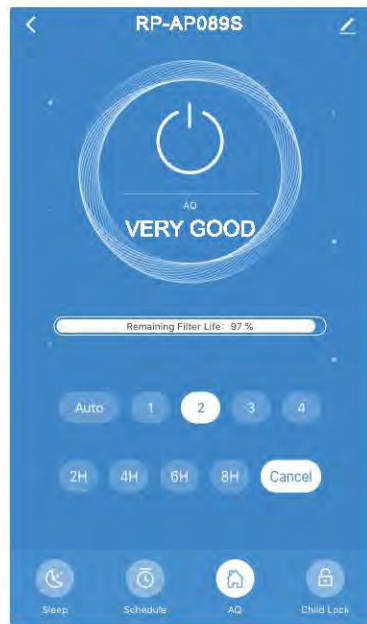 RP-AP089S
AQ
VERY GOOD
Remaining Filter Life: 97 %
Auto 1 2 3 4
2H 4H 6H 8H Cancel
Sleep Schedule AQ Child Lock